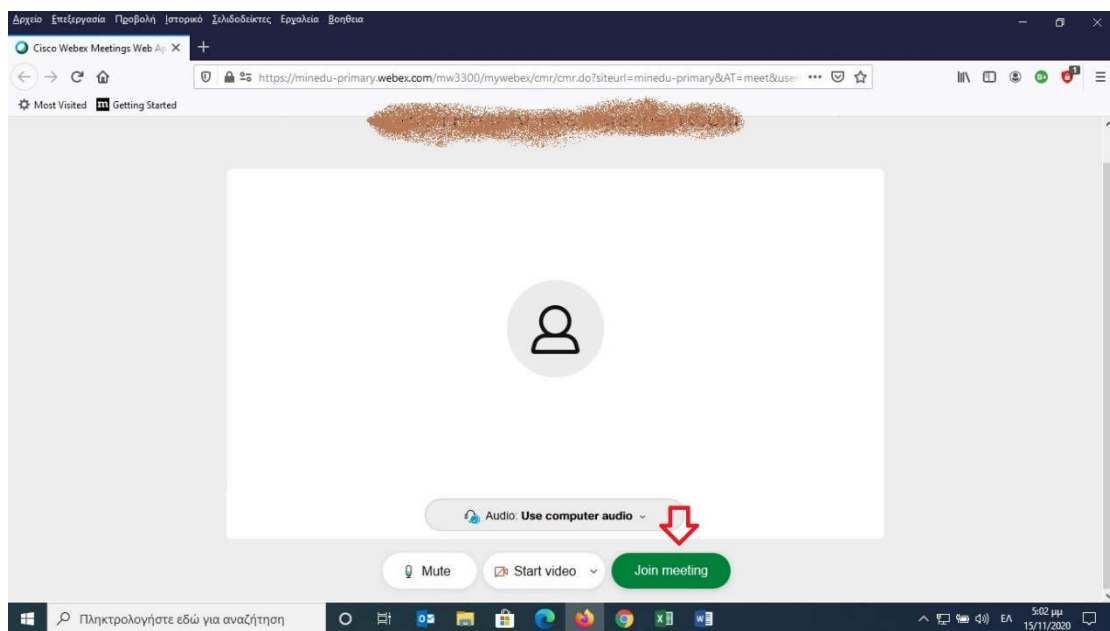 Αρχείο Επεξεργασία Προβολή Ιστορικό Σελιδοδείκτες Εργαλεία Βοήθεια
Cisco Webex Meetings Web Ap
https://minedu-primary.webex.com/mw3300/mywebex/cmr/cmr.do?siteurl=minedu-primary&AT=meet&user
Most Visited m Getting Started
Audio: Use computer audio
Mute Start video Join meeting
Πληκτρολογήστε εδώ για αναζήτηση
ΕΛ 5:02 μμ
15/11/2020